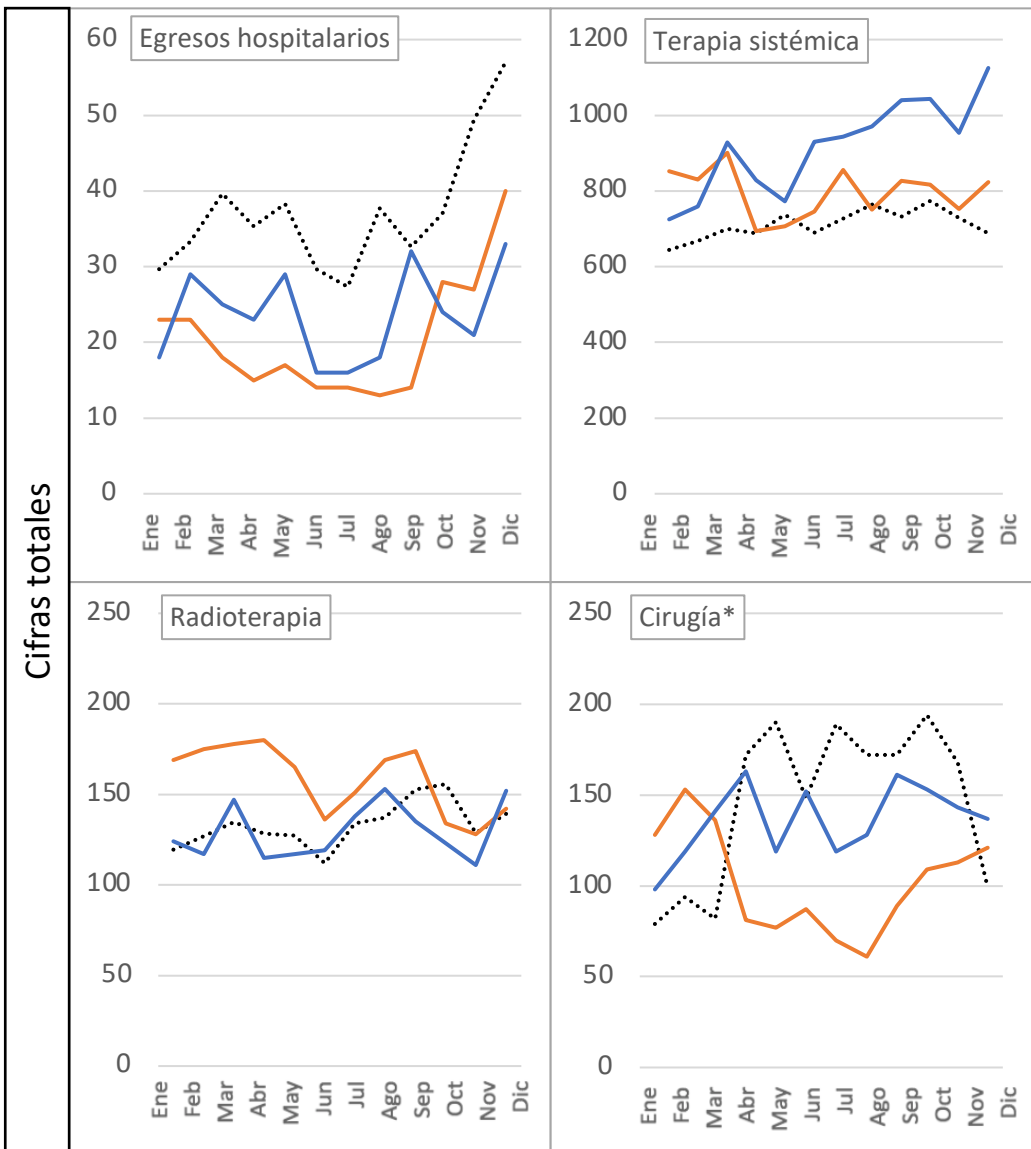 Cifras totales
Egresos hospitalarios
60
50
40
30
20
10
0
Ene Feb Mar Abr May Jun Jul Ago Sep Oct Nov Dic
Terapia sistémica
1200
1000
800
600
400
200
0
Ene Feb Mar Abr May Jun Jul Ago Sep Oct Nov Dic
Radioterapia
250
200
150
100
50
0
Ene Feb Mar Abr May Jun Jul Ago Sep Oct Nov Dic
Cirugía*
250
200
150
100
50
0
Ene Feb Mar Abr May Jun Jul Ago Sep Oct Nov Dic